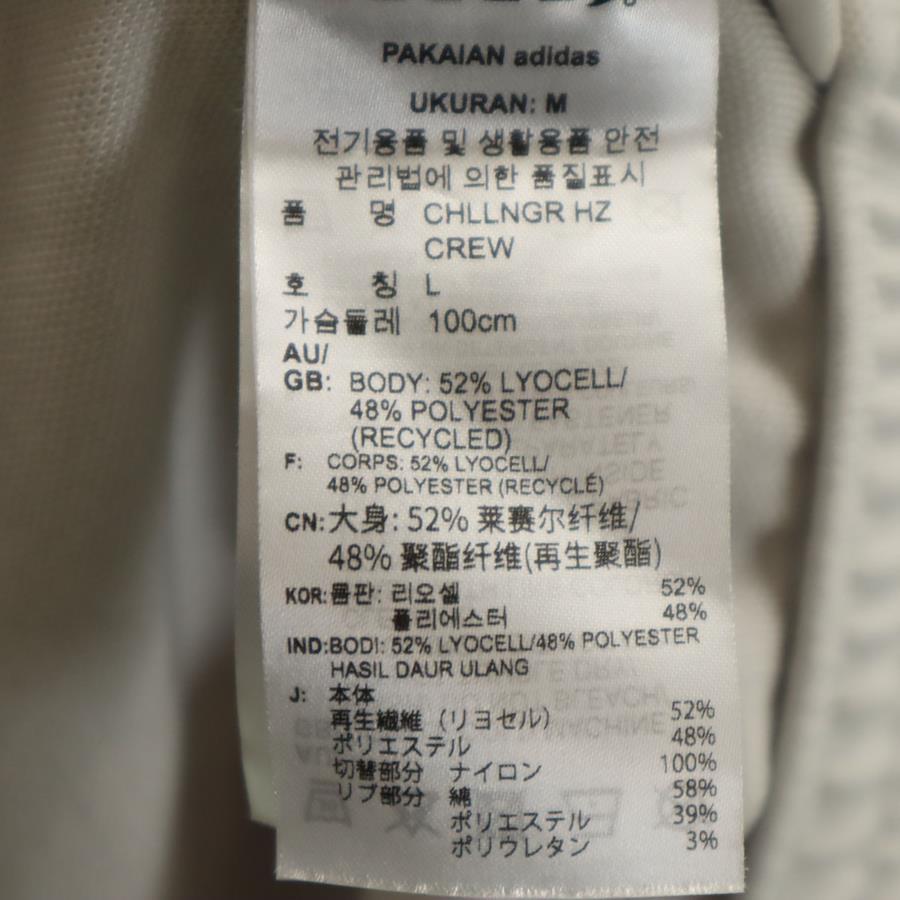 PAKAIAN adidas
UKURAN: M
전기용품 및 생활용품 안전
관리법에 의한 품질표시
품 명 CHLLNGR HZ
CREW
호 칭 L
가슴둘레 100cm
AU/
GB: BODY: 52% LYOCELL/
48% POLYESTER
(RECYCLED)
F: CORPS: 52% LYOCELL/
48% POLYESTER (RECYCLÉ)
CN: 大身: 52% 莱赛尔纤维/
48% 聚酯纤维(再生聚酯)
KOR: 몸판: 리오셀 52%
폴리에스터 48%
IND: BODI: 52% LYOCELL/48% POLYESTER
HASIL DAUR ULANG
J: 本体
再生繊維 (リヨセル) 52%
ポリエステル 48%
切替部分 ナイロン 100%
リブ部分 綿 58%
ポリエステル 39%
ポリウレタン 3%